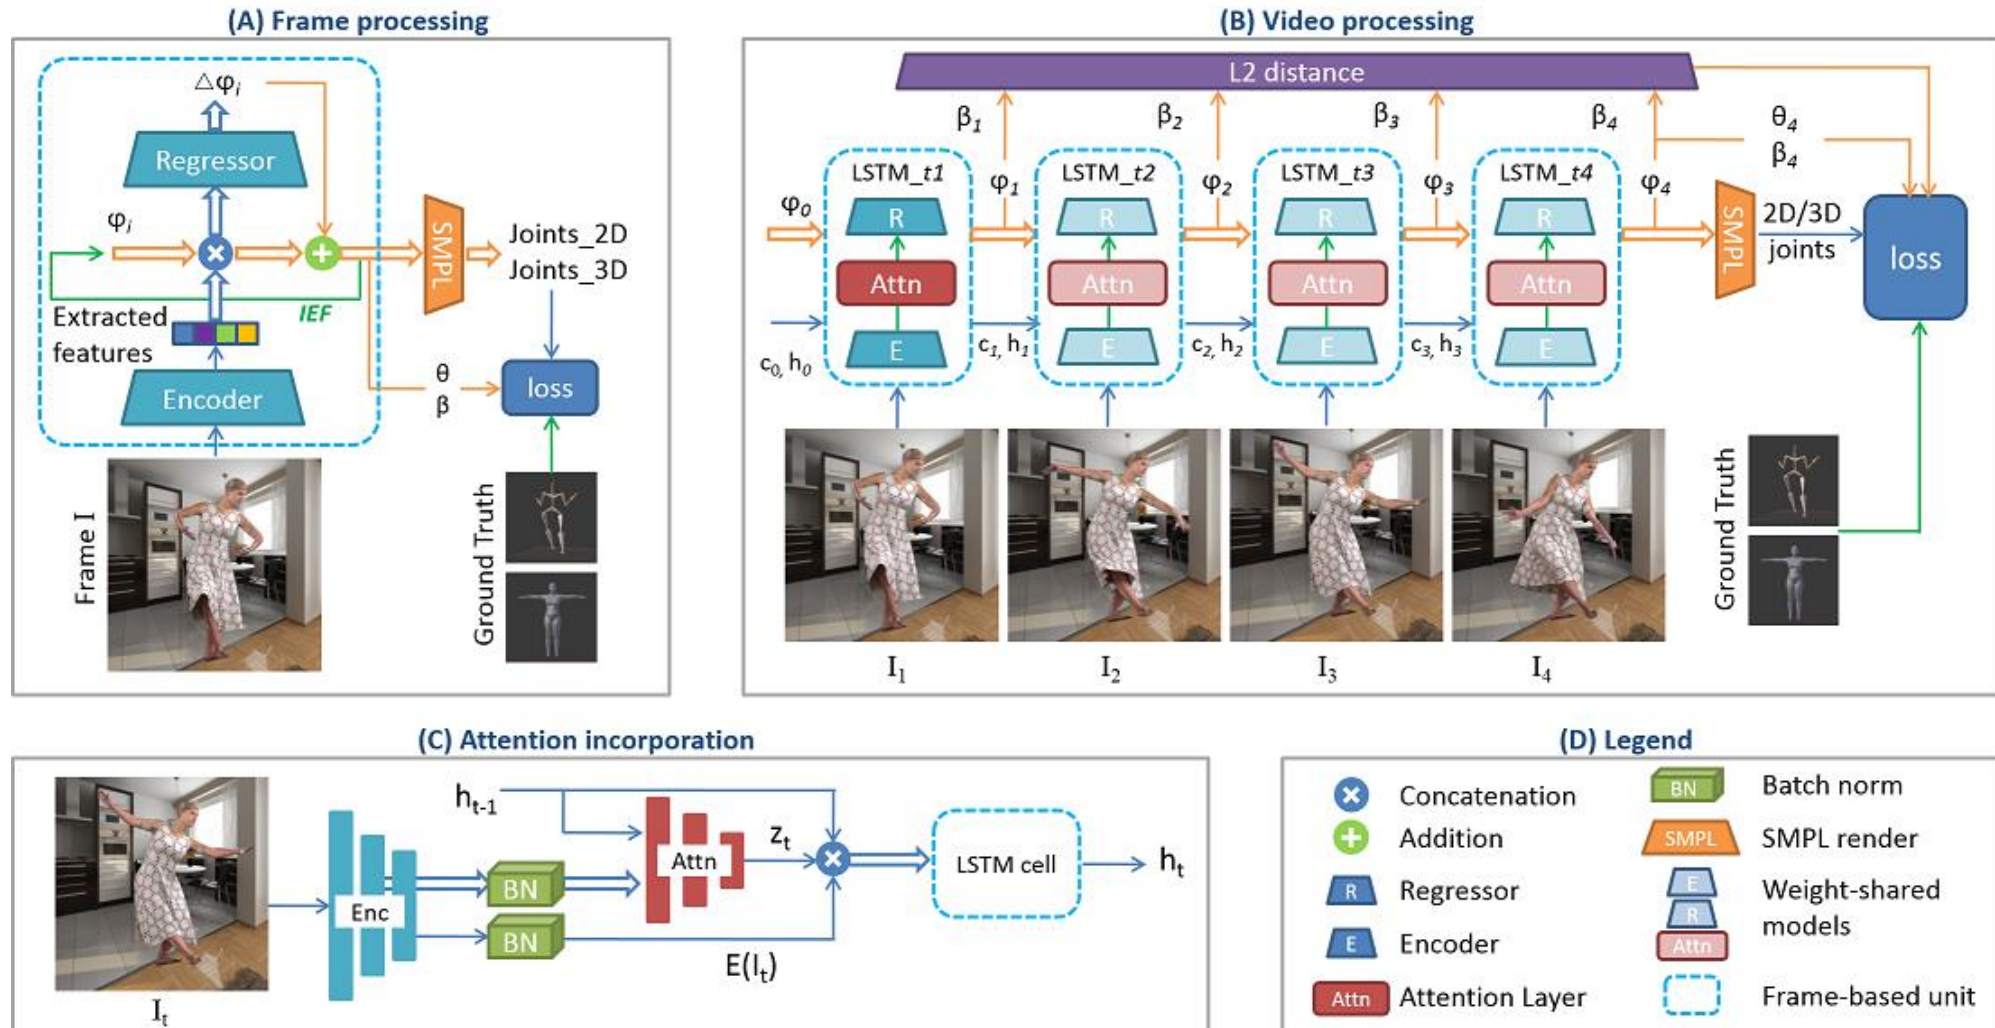 (A) Frame processing
△φi
Regressor
φi
SMPL
Joints_2D
Joints_3D
IEF
Extracted
features
θ
β
loss
Encoder
Frame I
Ground Truth
(B) Video processing
L2 distance
β1
β2
β3
β4
θ4
β4
LSTM_t1
LSTM_t2
LSTM_t3
LSTM_t4
φ0
φ1
φ2
φ3
φ4
R
R
R
R
SMPL
2D/3D
joints
loss
Attn
Attn
Attn
Attn
E
E
E
E
c0, h0
c1, h1
c2, h2
c3, h3
Ground Truth
I1
I2
I3
I4
(C) Attention incorporation
ht-1
zt
Attn
BN
Enc
BN
E(It)
LSTM cell
ht
It
(D) Legend
Concatenation
BN Batch norm
Addition
SMPL SMPL render
R Regressor
E
R
Attn
Weight-shared
models
E Encoder
Attn Attention Layer
Frame-based unit